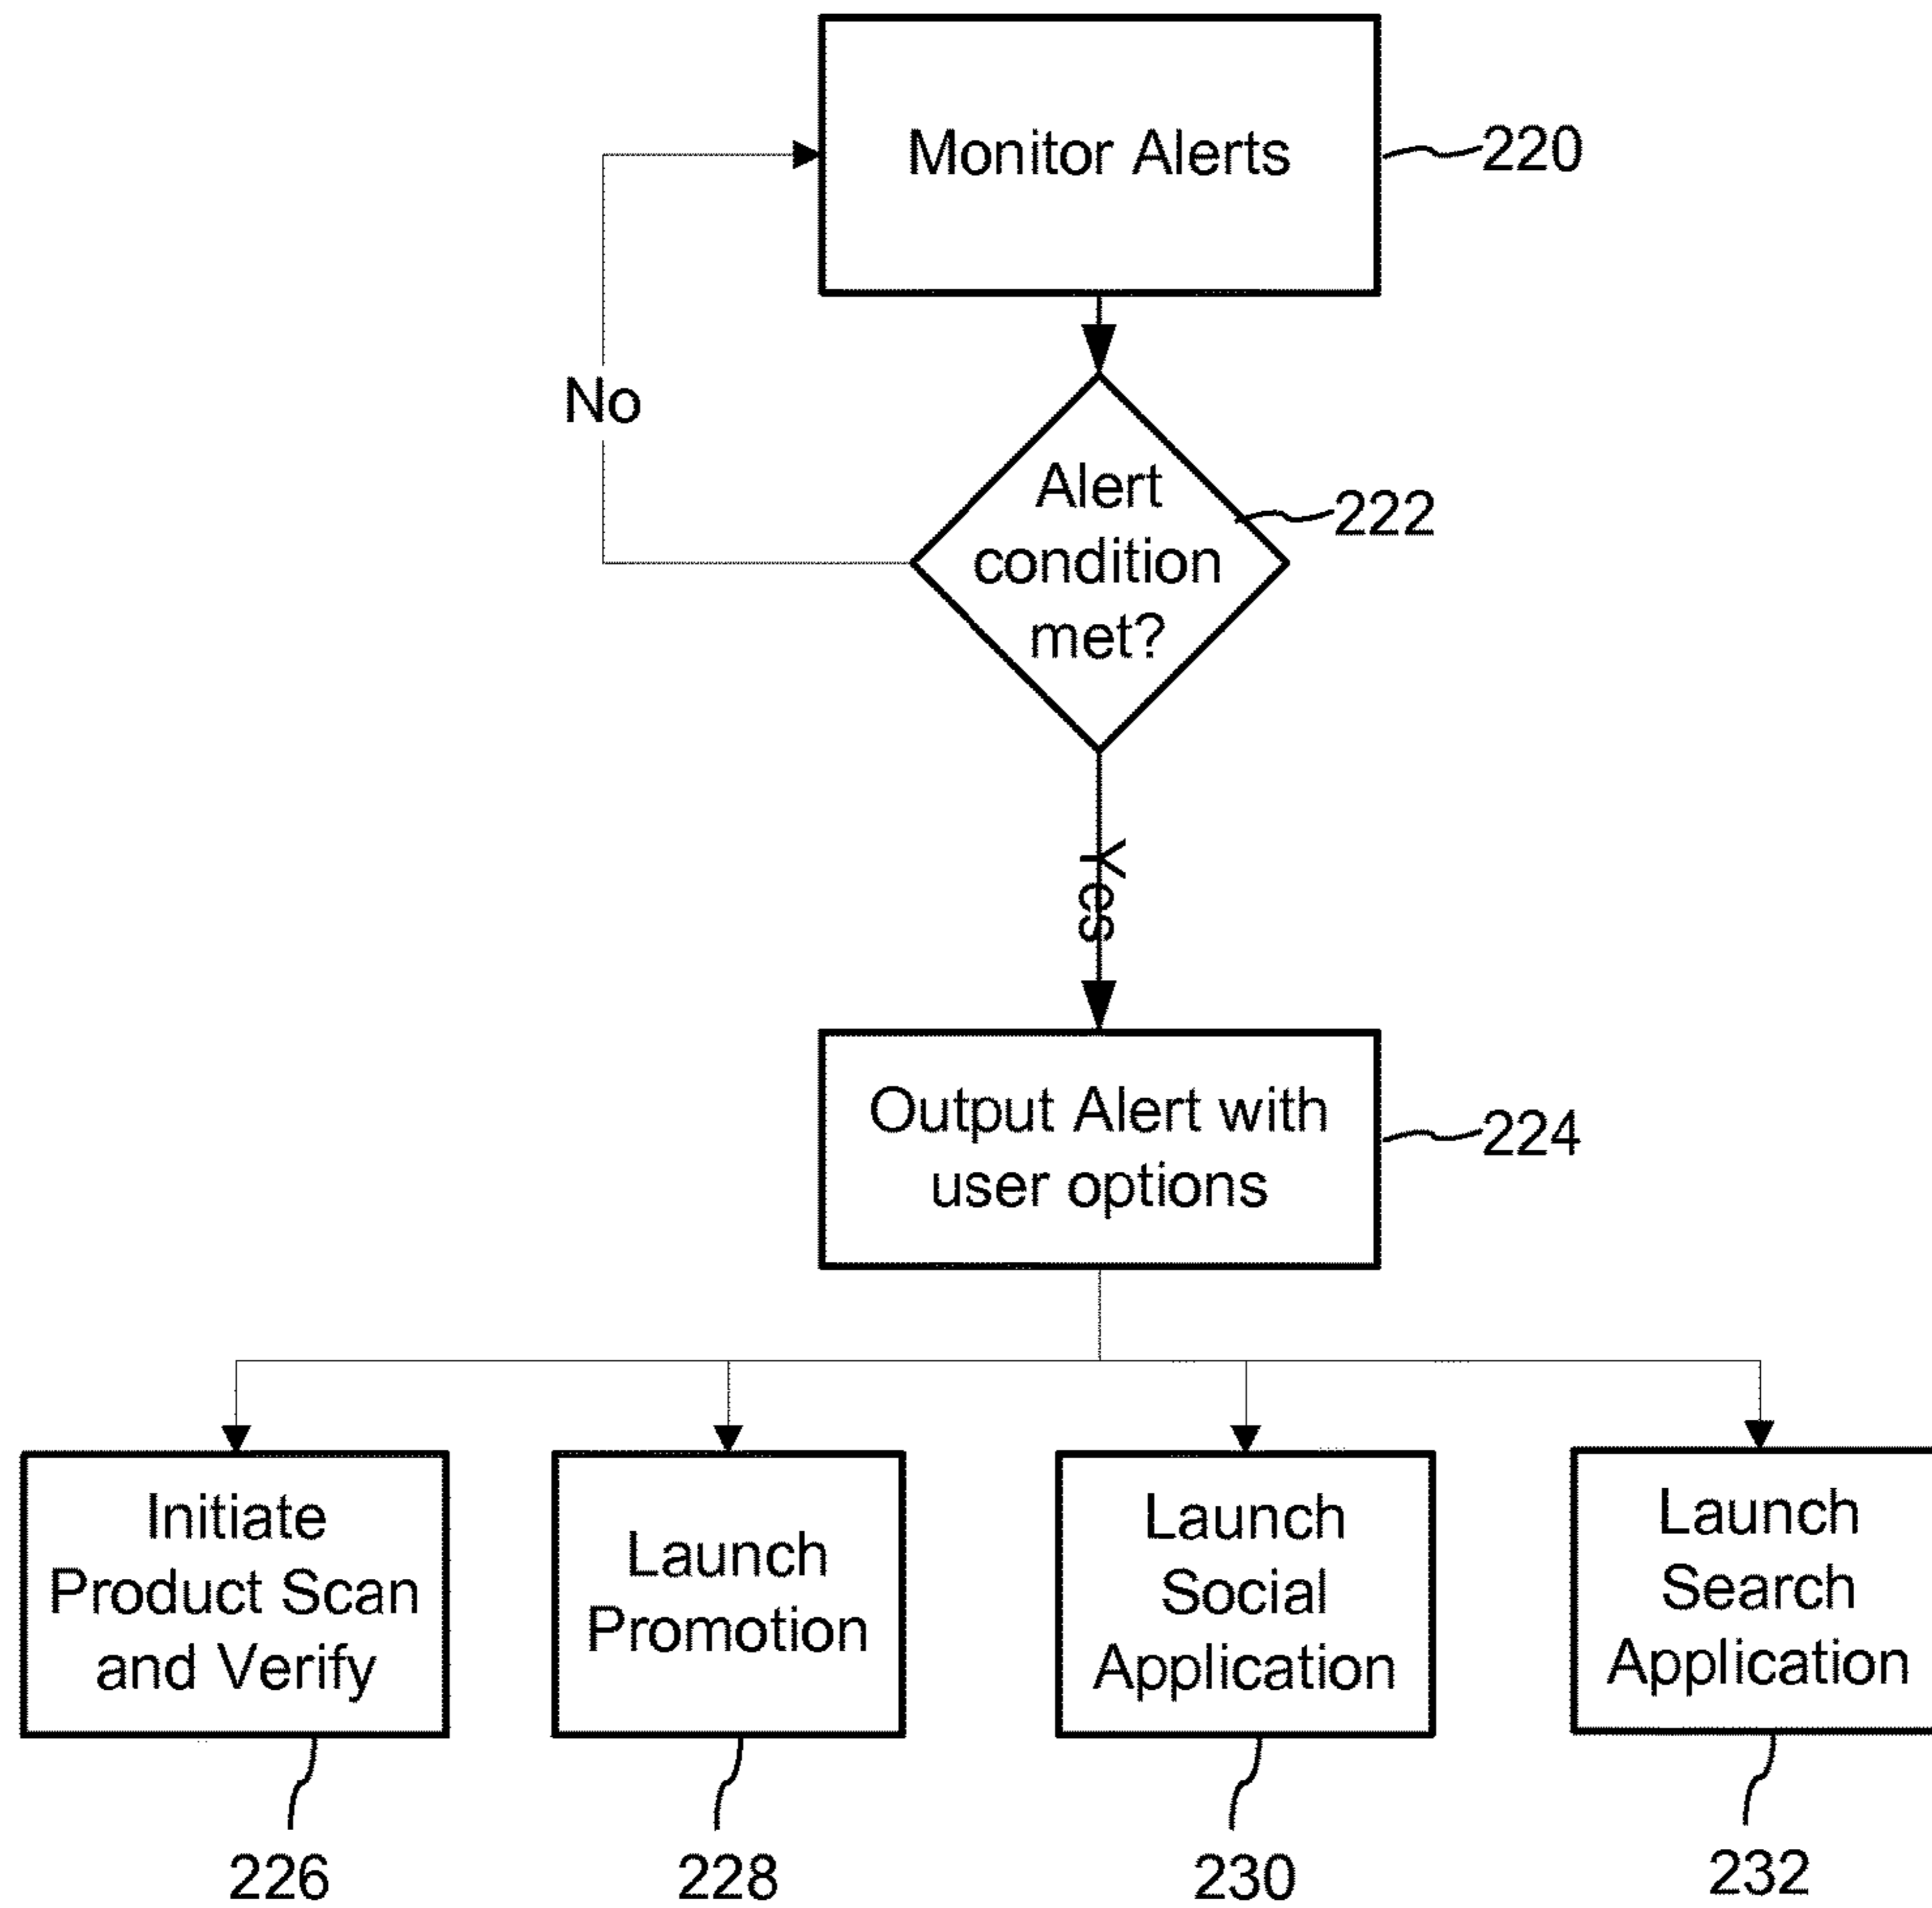 Monitor Alerts
220
No
Alert
condition
met?
222
Yes
Output Alert with
user options
224
Initiate
Product Scan
and Verify
Launch
Promotion
Launch
Social
Application
Launch
Search
Application
226
228
230
232